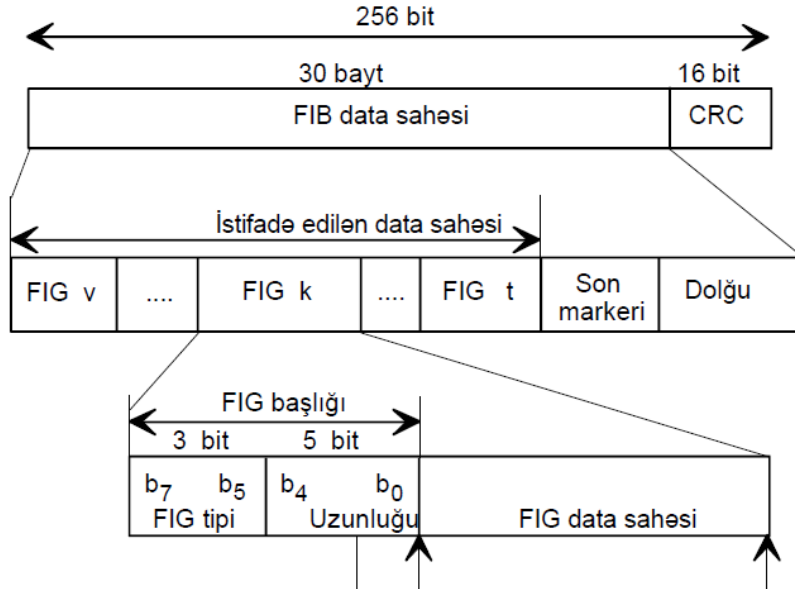 256 bit
30 bayt 16 bit
FIB data sahəsi CRC
İstifadə edilən data sahəsi
FIG v .... FIG k .... FIG t Son markeri Dolğu
FIG başlığı
3 bit 5 bit
b7 b5 b4 b0
FIG tipi Uzunluğu FIG data sahəsi